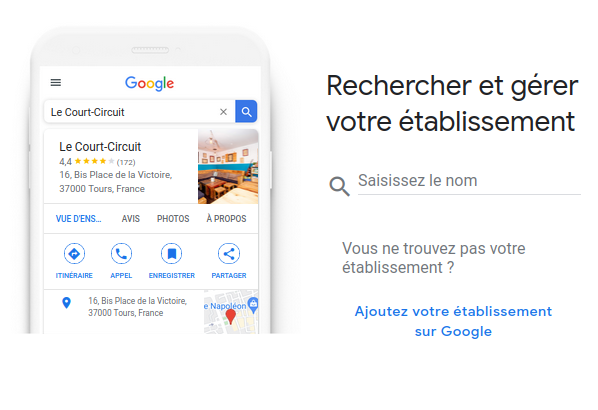 Google
Le Court-Circuit
Le Court-Circuit
4,4 (172)
16, Bis Place de la Victoire,
37000 Tours, France
VUE D'ENS... AVIS PHOTOS À PROPOS
ITINÉRAIRE APPEL ENREGISTRER PARTAGER
16, Bis Place de la Victoire,
37000 Tours, France
e Napoléon
Rechercher et gérer
votre établissement
Saisissez le nom
Vous ne trouvez pas votre
établissement ?
Ajoutez votre établissement
sur Google